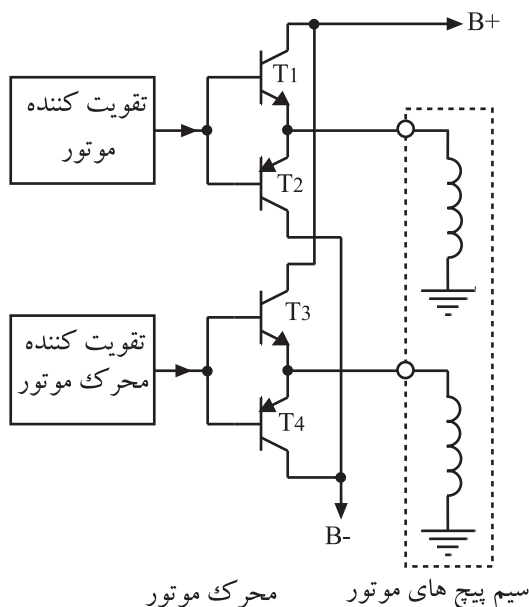 B+
T1
تقویت کننده
موتور
T2
T3
تقویت کننده
محرک موتور
T4
B-
سیم پیچ های موتور
محرک موتور